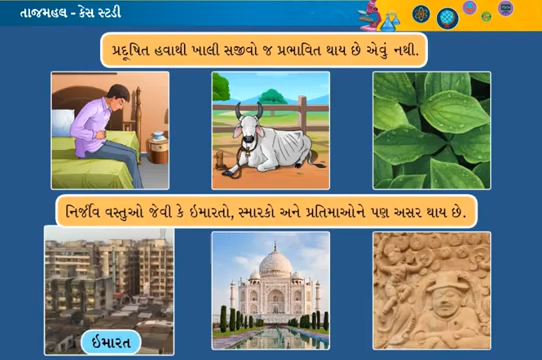 તાજમહલ - કેસ સ્ટડી
પ્રદૂષિત હવાથી ખાલી સજીવો જ પ્રભાવિત થાય છે એવું નથી.
નિર્જીવ વસ્તુઓ જેવી કે ઇમારતો, સ્મારકો અને પ્રતિમાઓને પણ અસર થાય છે.
ઇમારત